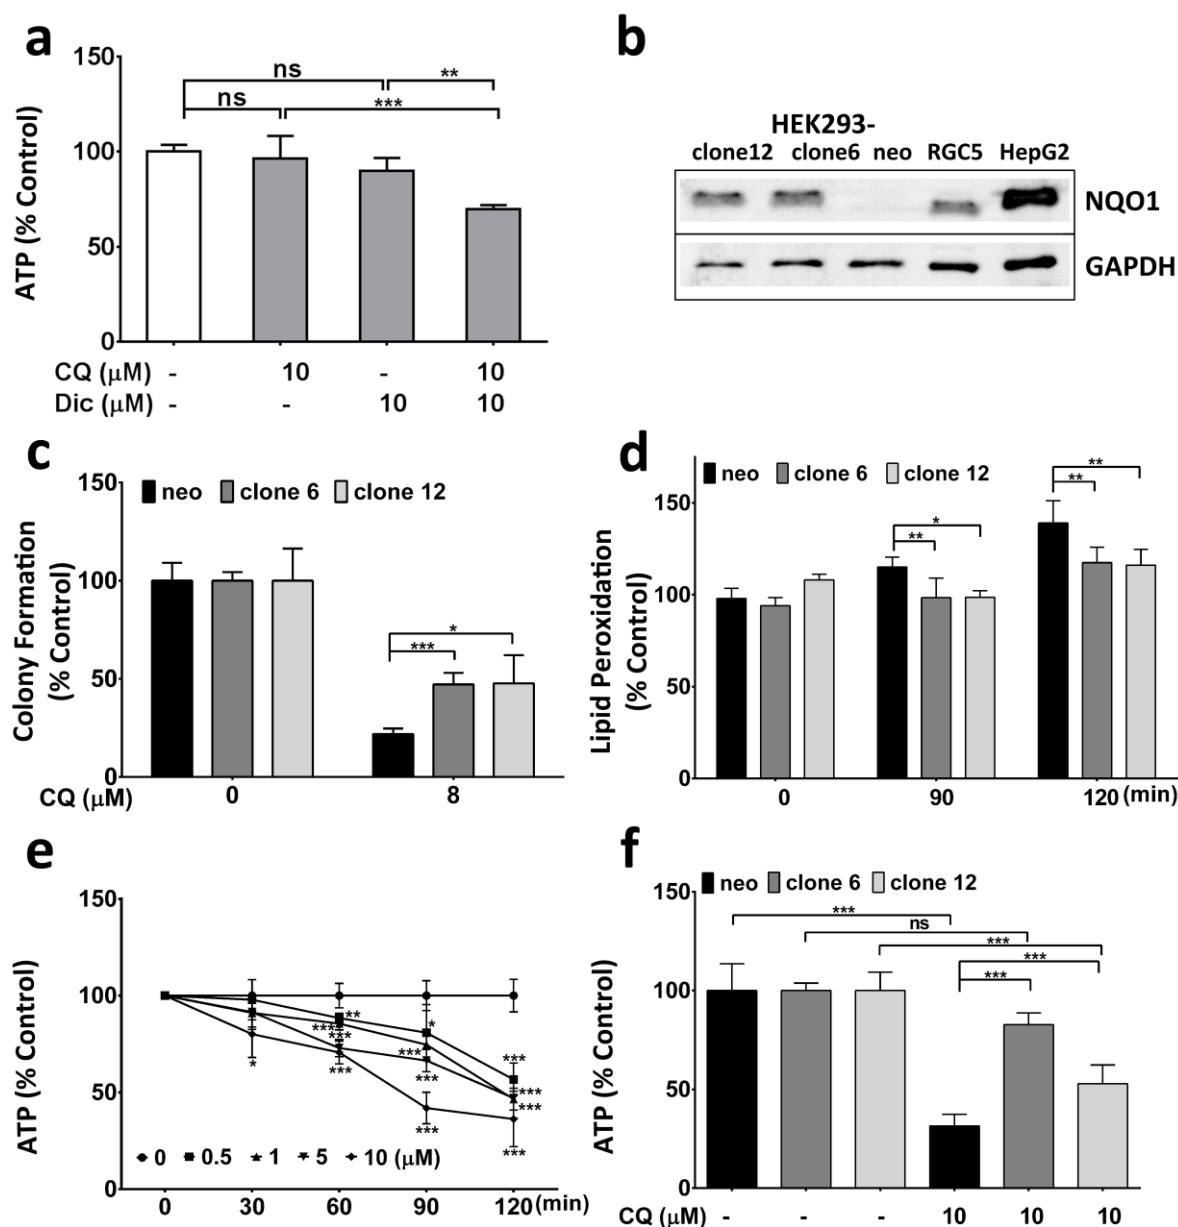 a
150
100
50
0
ATP (% Control)
ns
**
ns
***
CQ (μM) - 10 - 10
Dic (μM) - - 10 10
b
HEK293-
clone12 clone6 neo RGC5 HepG2
NQO1
GAPDH
c
150
100
50
0
Colony Formation
(% Control)
neo clone 6 clone 12
*
***
CQ (μM) 0 8
d
150
100
50
0
Lipid Peroxidation
(% Control)
neo clone 6 clone 12
**
**
*
**
0 90 120 (min)
e
150
100
50
0
ATP (% Control)
*
**
***
***
***
*
***
***
***
***
***
***
***
0 0.5 1 5 10 (μM)
0 30 60 90 120 (min)
f
neo clone 6 clone 12
150
100
50
0
ATP (% Control)
***
ns
***
***
***
CQ (μM) - - - 10 10 10